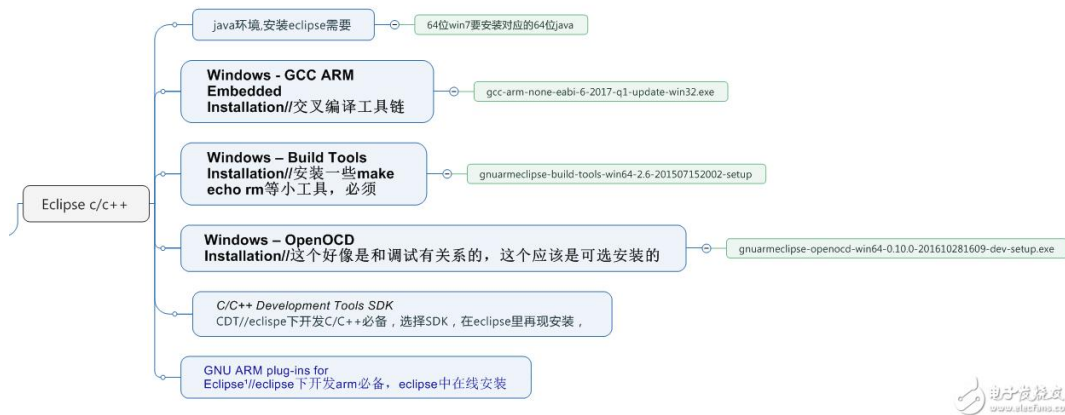 java环境,安装eclipse需要
64位win7要安装对应的64位java
Windows - GCC ARM
Embedded
Installation//交叉编译工具链
gcc-arm-none-eabi-6-2017-q1-update-win32.exe
Windows – Build Tools
Installation//安装一些make
echo rm等小工具，必须
gnuarmeclipse-build-tools-win64-2.6-201507152002-setup
Eclipse c/c++
Windows – OpenOCD
Installation//这个好像是和调试有关系的，这个应该是可选安装的
gnuarmeclipse-openocd-win64-0.10.0-201610281609-dev-setup.exe
C/C++ Development Tools SDK
CDT//eclispe下开发C/C++必备，选择SDK，在eclipse里再现安装，
GNU ARM plug-ins for
Eclipse¹//eclipse下开发arm必备，eclipse中在线安装
电子发烧友
www.elecfans.com